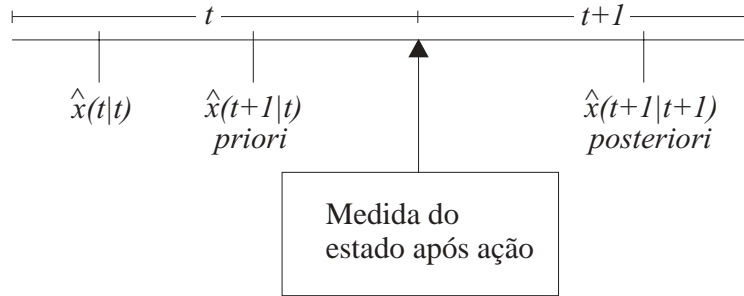 t t+1
x̂(t|t) x̂(t+1|t) x̂(t+1|t+1)
priori posteriori
Medida do
estado após ação